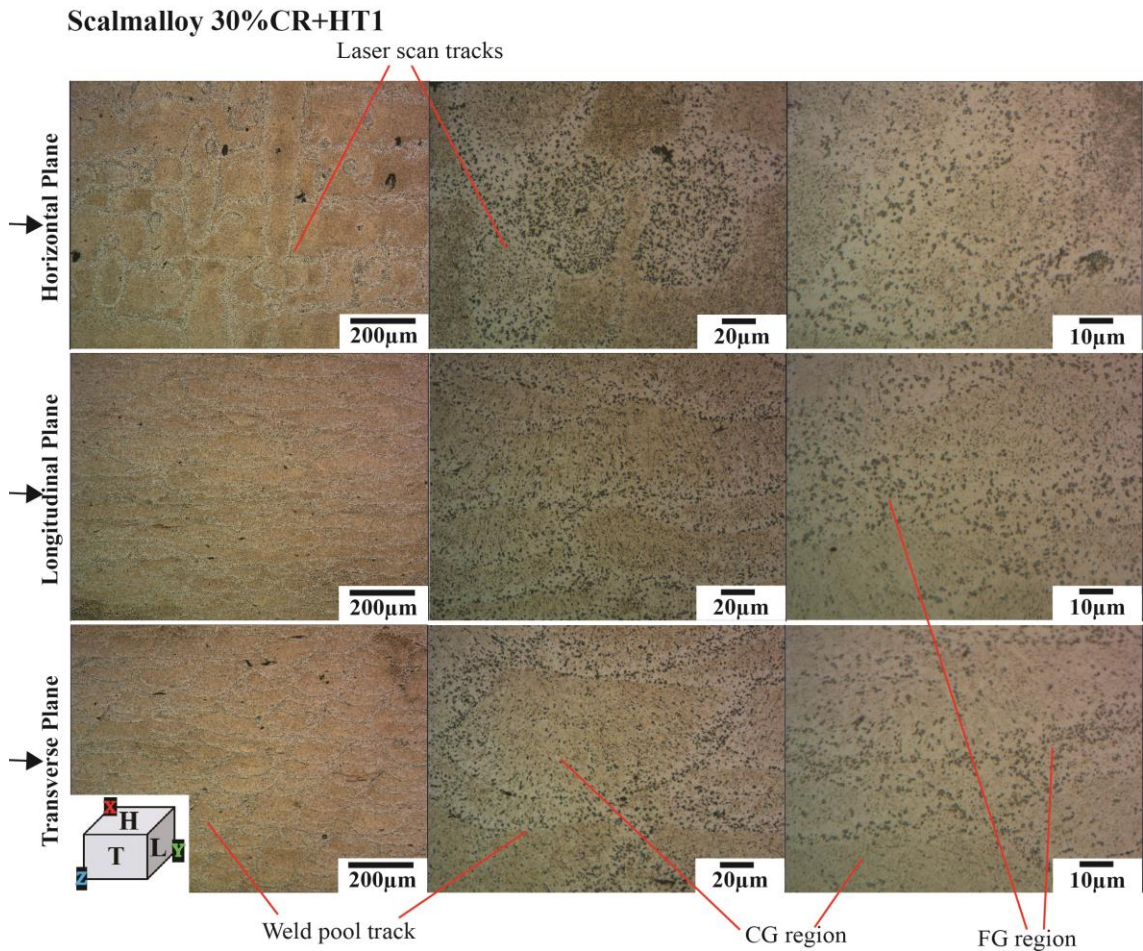 Scalmalloy 30%CR+HT1
Laser scan tracks
Horizontal Plane
200µm
20µm
10µm
Longitudinal Plane
200µm
20µm
10µm
Transverse Plane
X
H
T
L
Y
Z
200µm
20µm
10µm
Weld pool track
CG region
FG region